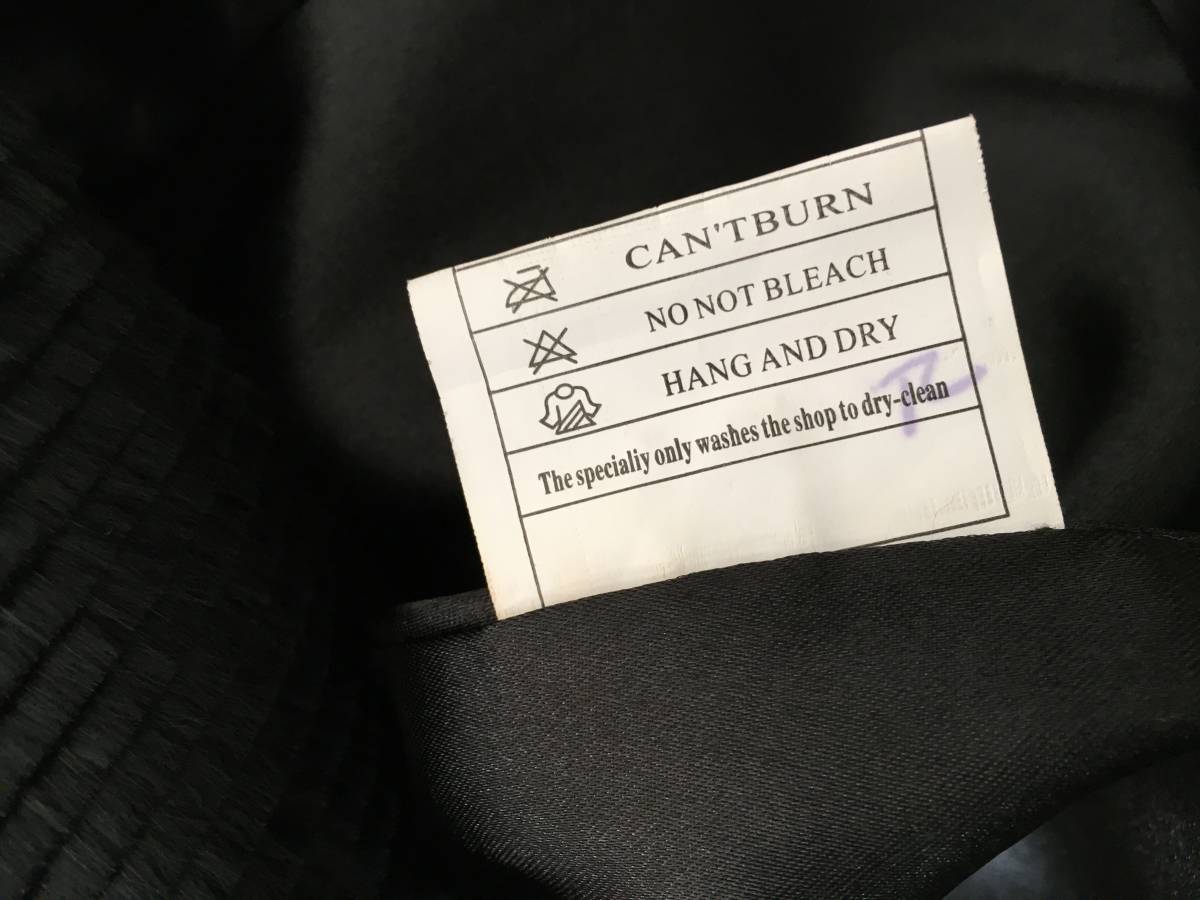 CAN'TBURN
NO NOT BLEACH
HANG AND DRY
The specialiy only washes the shop to dry-clean